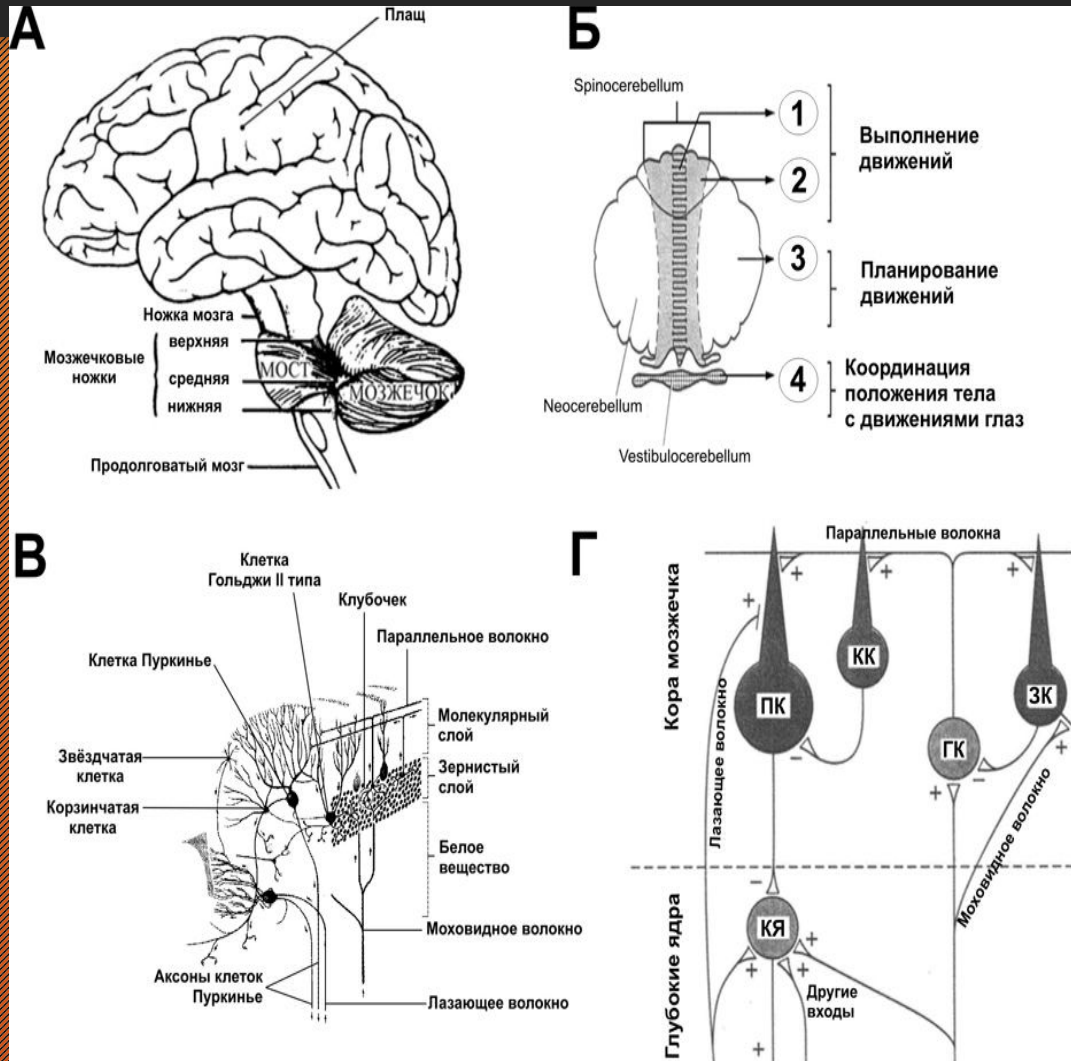 А
Плащ
Ножка мозга
Мозжечковые
ножки
верхняя
средняя
нижняя
МОСТ
МОЗЖЕЧОК
Продолговатый мозг
Б
Spinocerebellum
1
2
Выполнение
движений
3
Планирование
движений
4
Координация
положения тела
с движениями глаз
Neocerebellum
Vestibulocerebellum
В
Клетка
Гольджи II типа
Клубочек
Параллельное волокно
Клетка Пуркинье
Молекулярный
слой
Звёздчатая
клетка
Зернистый
слой
Корзинчатая
клетка
Белое
вещество
Моховидное волокно
Аксоны клеток
Пуркинье
Лазающее волокно
Г
Параллельные волокна
Кора мозжечка
+
+
+
+
Лазающее волокно
ПК
КК
ЗК
ГК
−
−
+
+
Моховидное волокно
Глубокие ядра
−
КЯ
+
+
+
+
Другие
входы
+